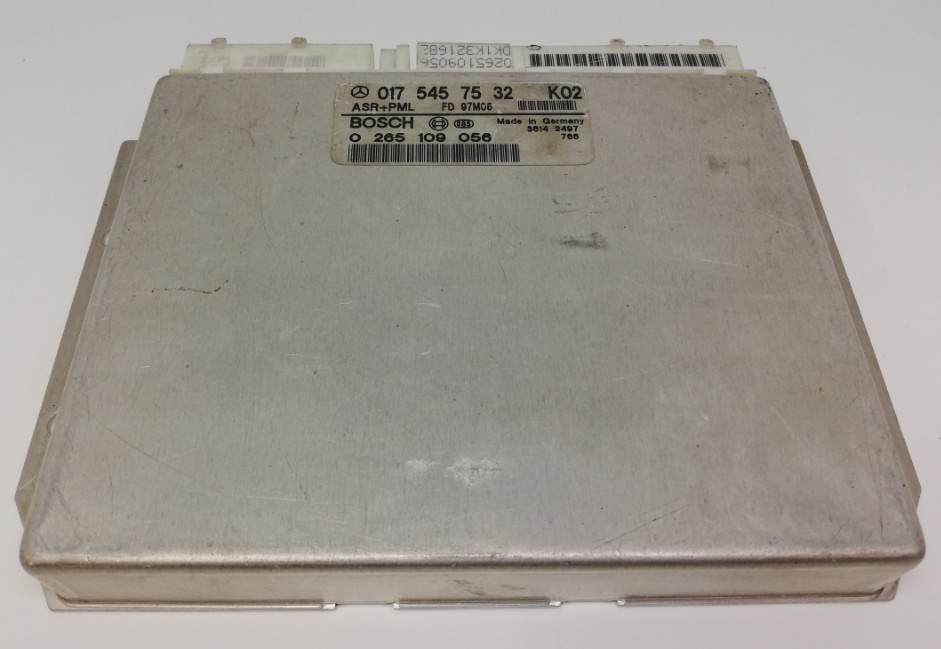 DK1K321682
0265109056
017 545 75 32 K02
ASR+PML FD 97M06
BOSCH Made in Germany
3614 2497
0 265 109 056 766